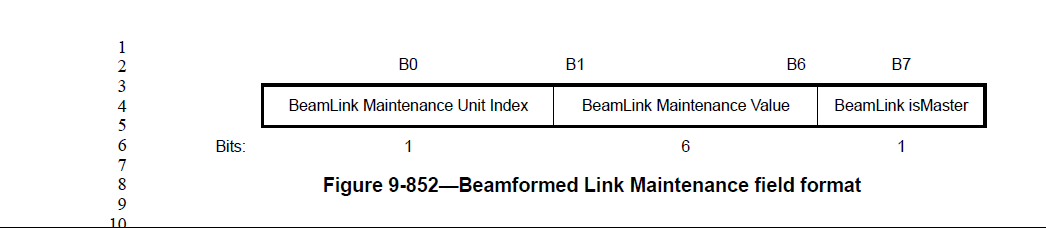 1
2 B0 B1 B6 B7
3
4 BeamLink Maintenance Unit Index BeamLink Maintenance Value BeamLink isMaster
5
6 Bits: 1 6 1
7
8 Figure 9-852—Beamformed Link Maintenance field format
9
10